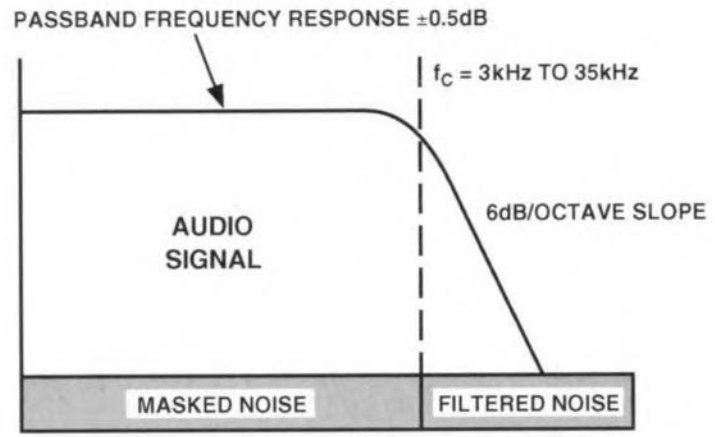 PASSBAND FREQUENCY RESPONSE ±0.5dB
fC = 3kHz TO 35kHz
6dB/OCTAVE SLOPE
AUDIO
SIGNAL
MASKED NOISE
FILTERED NOISE